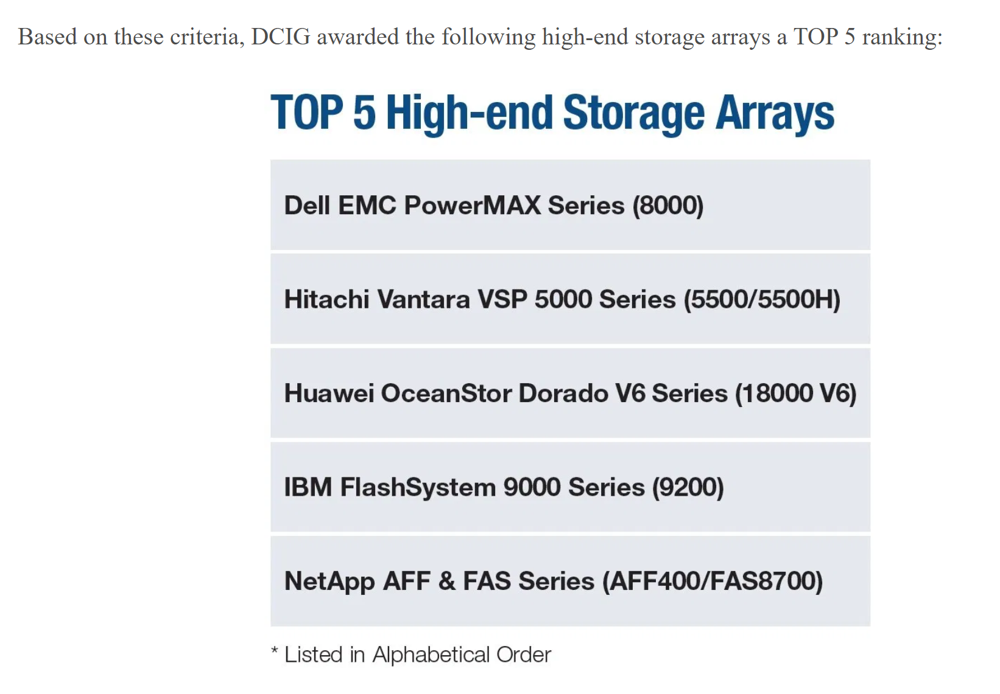 Based on these criteria, DCIG awarded the following high-end storage arrays a TOP 5 ranking:
TOP 5 High-end Storage Arrays
Dell EMC PowerMAX Series (8000)
Hitachi Vantara VSP 5000 Series (5500/5500H)
Huawei OceanStor Dorado V6 Series (18000 V6)
IBM FlashSystem 9000 Series (9200)
NetApp AFF & FAS Series (AFF400/FAS8700)
* Listed in Alphabetical Order